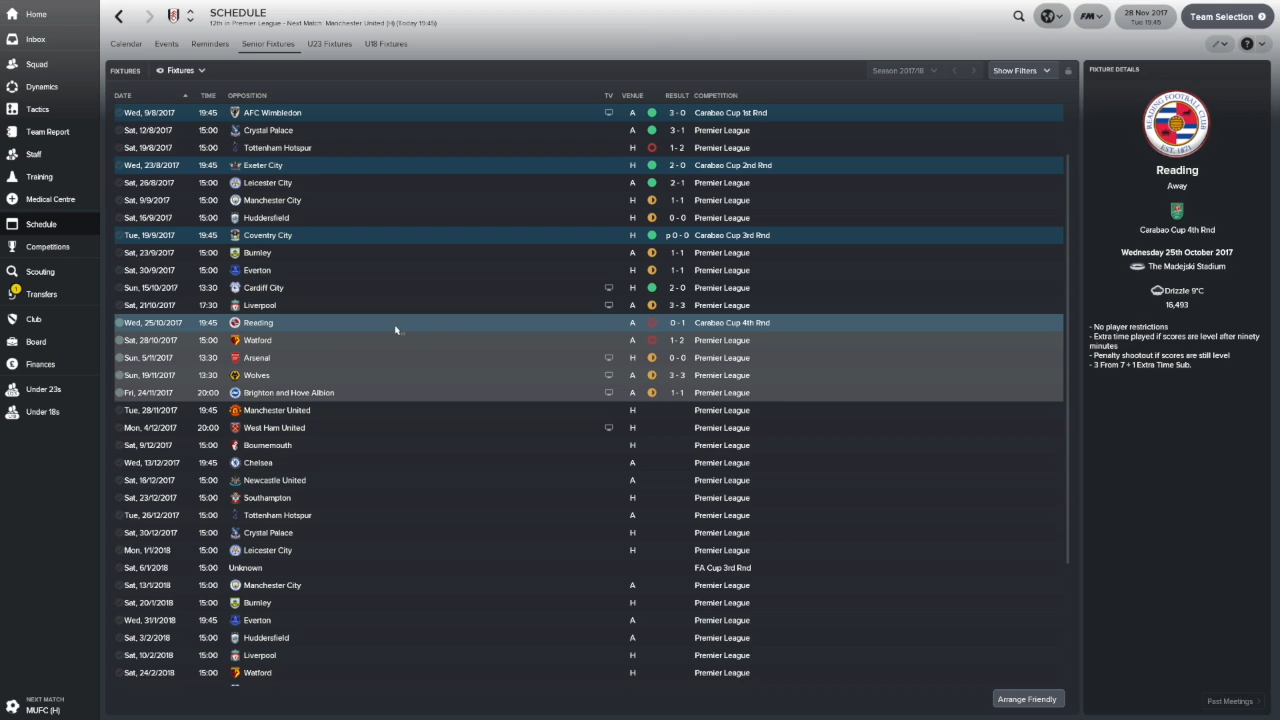 Home
Inbox
Squad
Dynamics
Tactics
Team Report
Staff
Training
Medical Centre
Schedule
Competitions
Scouting
1
Transfers
Club
Board
Finances
Under 23s
Under 18s
NEXT MATCH
MUFC (H)
SCHEDULE
12th in Premier League - Next Match: Manchester United (H) (Today 19:45)
FM
28 Nov 2017
Tue 19:45
Team Selection
Calendar Events Reminders Senior Fixtures U23 Fixtures U18 Fixtures
?
FIXTURES Fixtures Season 2017/18 Show Filters
DATE TIME OPPOSITION TV VENUE RESULT COMPETITION
Wed, 9/8/2017 19:45 AFC Wimbledon A 3 - 0 Carabao Cup 1st Rnd
Sat, 12/8/2017 15:00 Crystal Palace A 3 - 1 Premier League
Sat, 19/8/2017 15:00 Tottenham Hotspur H 1 - 2 Premier League
Wed, 23/8/2017 19:45 Exeter City H 2 - 0 Carabao Cup 2nd Rnd
Sat, 26/8/2017 15:00 Leicester City A 2 - 1 Premier League
Sat, 9/9/2017 15:00 Manchester City H 1 - 1 Premier League
Sat, 16/9/2017 15:00 Huddersfield H 0 - 0 Premier League
Tue, 19/9/2017 19:45 Coventry City H p 0 - 0 Carabao Cup 3rd Rnd
Sat, 23/9/2017 15:00 Burnley A 1 - 1 Premier League
Sat, 30/9/2017 15:00 Everton H 1 - 1 Premier League
Sun, 15/10/2017 13:30 Cardiff City H 2 - 0 Premier League
Sat, 21/10/2017 17:30 Liverpool A 3 - 3 Premier League
Wed, 25/10/2017 19:45 Reading A 0 - 1 Carabao Cup 4th Rnd
Sat, 28/10/2017 15:00 Watford A 1 - 2 Premier League
Sun, 5/11/2017 13:30 Arsenal H 0 - 0 Premier League
Sun, 19/11/2017 13:30 Wolves A 3 - 3 Premier League
Fri, 24/11/2017 20:00 Brighton and Hove Albion A 1 - 1 Premier League
Tue, 28/11/2017 19:45 Manchester United H Premier League
Mon, 4/12/2017 20:00 West Ham United H Premier League
Sat, 9/12/2017 15:00 Bournemouth H Premier League
Wed, 13/12/2017 19:45 Chelsea A Premier League
Sat, 16/12/2017 15:00 Newcastle United A Premier League
Sat, 23/12/2017 15:00 Southampton H Premier League
Tue, 26/12/2017 15:00 Tottenham Hotspur A Premier League
Sat, 30/12/2017 15:00 Crystal Palace H Premier League
Mon, 1/1/2018 15:00 Leicester City H Premier League
Sat, 6/1/2018 15:00 Unknown FA Cup 3rd Rnd
Sat, 13/1/2018 15:00 Manchester City A Premier League
Sat, 20/1/2018 15:00 Burnley H Premier League
Wed, 31/1/2018 19:45 Everton A Premier League
Sat, 3/2/2018 15:00 Huddersfield A Premier League
Sat, 10/2/2018 15:00 Liverpool H Premier League
Sat, 24/2/2018 15:00 Watford H Premier League
Arrange Friendly
FIXTURE DETAILS
READING FOOTBALL CLUB
EST. 1871
Reading
Away
Carabao Cup 4th Rnd
Wednesday 25th October 2017
The Madejski Stadium
Drizzle 9°C
16,493
- No player restrictions
- Extra time played if scores are level after ninety
minutes
- Penalty shootout if scores are still level
- 3 From 7 + 1 Extra Time Sub.
Past Meetings